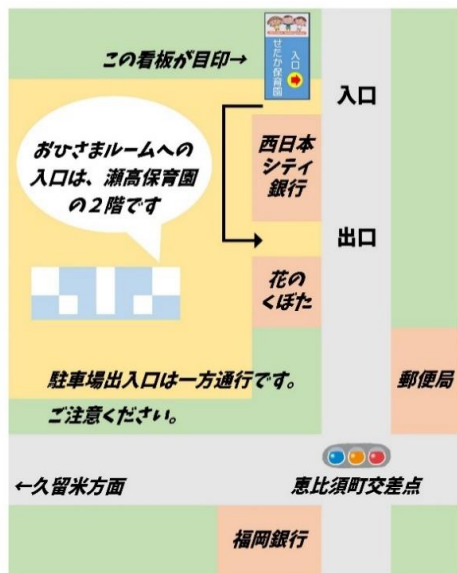 この看板が目印→
入口
せたか保育園
入口
おひさまルームへの
入口は、瀬高保育園
の２階です
西日本
シティ
銀行
出口
花の
くぼた
駐車場出入口は一方通行です。
ご注意ください。
郵便局
←久留米方面
恵比須町交差点
福岡銀行